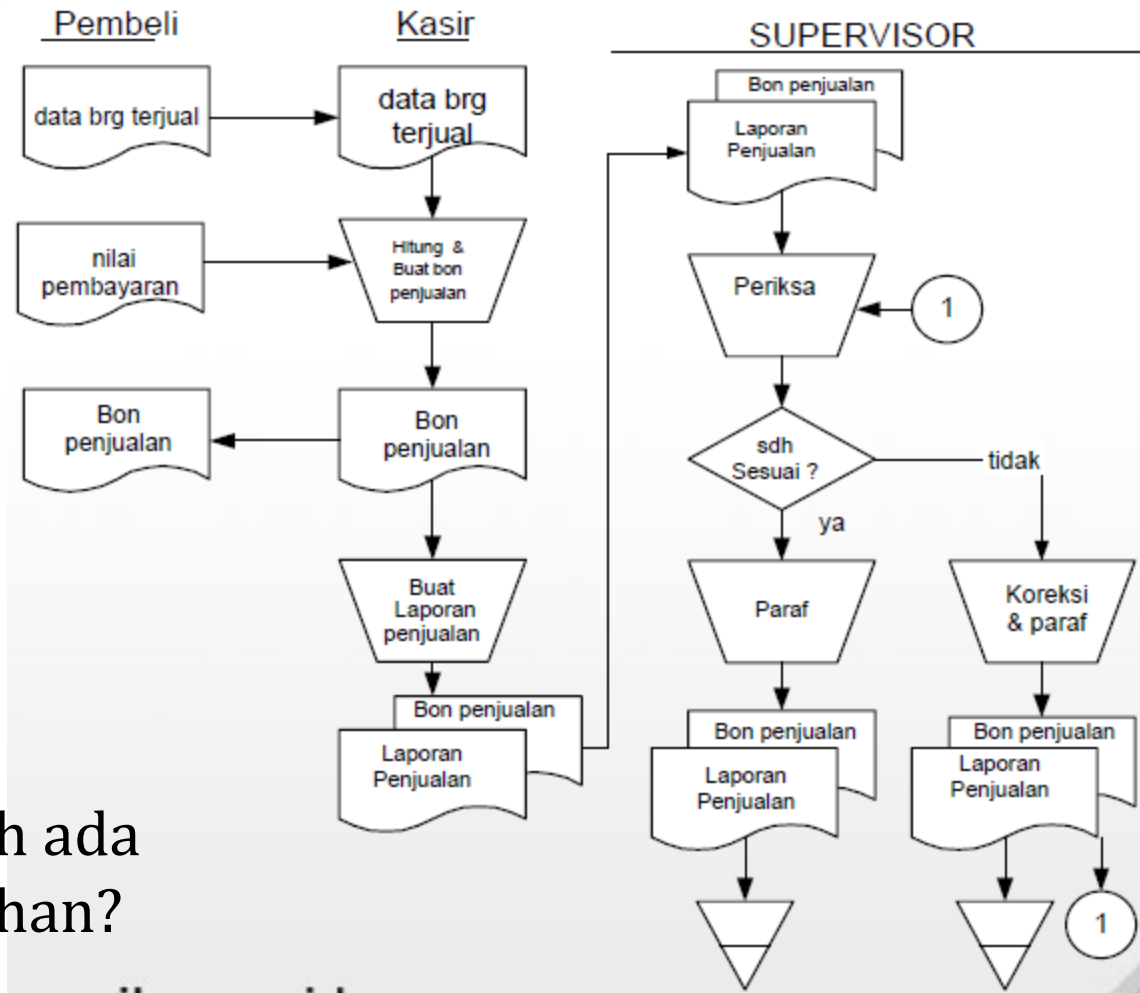 Pembeli
Kasir
SUPERVISOR
data brg terjual
data brg
terjual
nilai
pembayaran
Hitung &
Buat bon
penjualan
Bon
penjualan
Bon
penjualan
Buat
Laporan
penjualan
Bon penjualan
Laporan
Penjualan
Bon penjualan
Laporan
Penjualan
Periksa
1
sdh
Sesuai ?
tidak
ya
Paraf
Koreksi
& paraf
Bon penjualan
Laporan
Penjualan
Bon penjualan
Laporan
Penjualan
1
h ada
han?